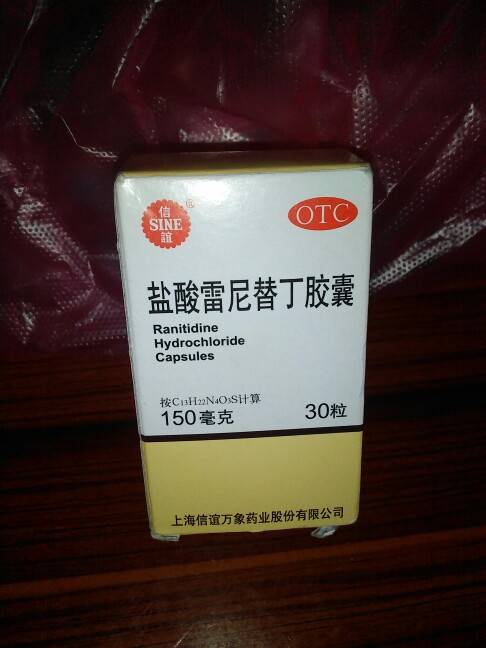 信
SINE
誼
®
OTC
盐酸雷尼替丁胶囊
Ranitidine
Hydrochloride
Capsules
按C₁₃H₂₂N₄O₃S计算
150毫克 30粒
上海信谊万象药业股份有限公司